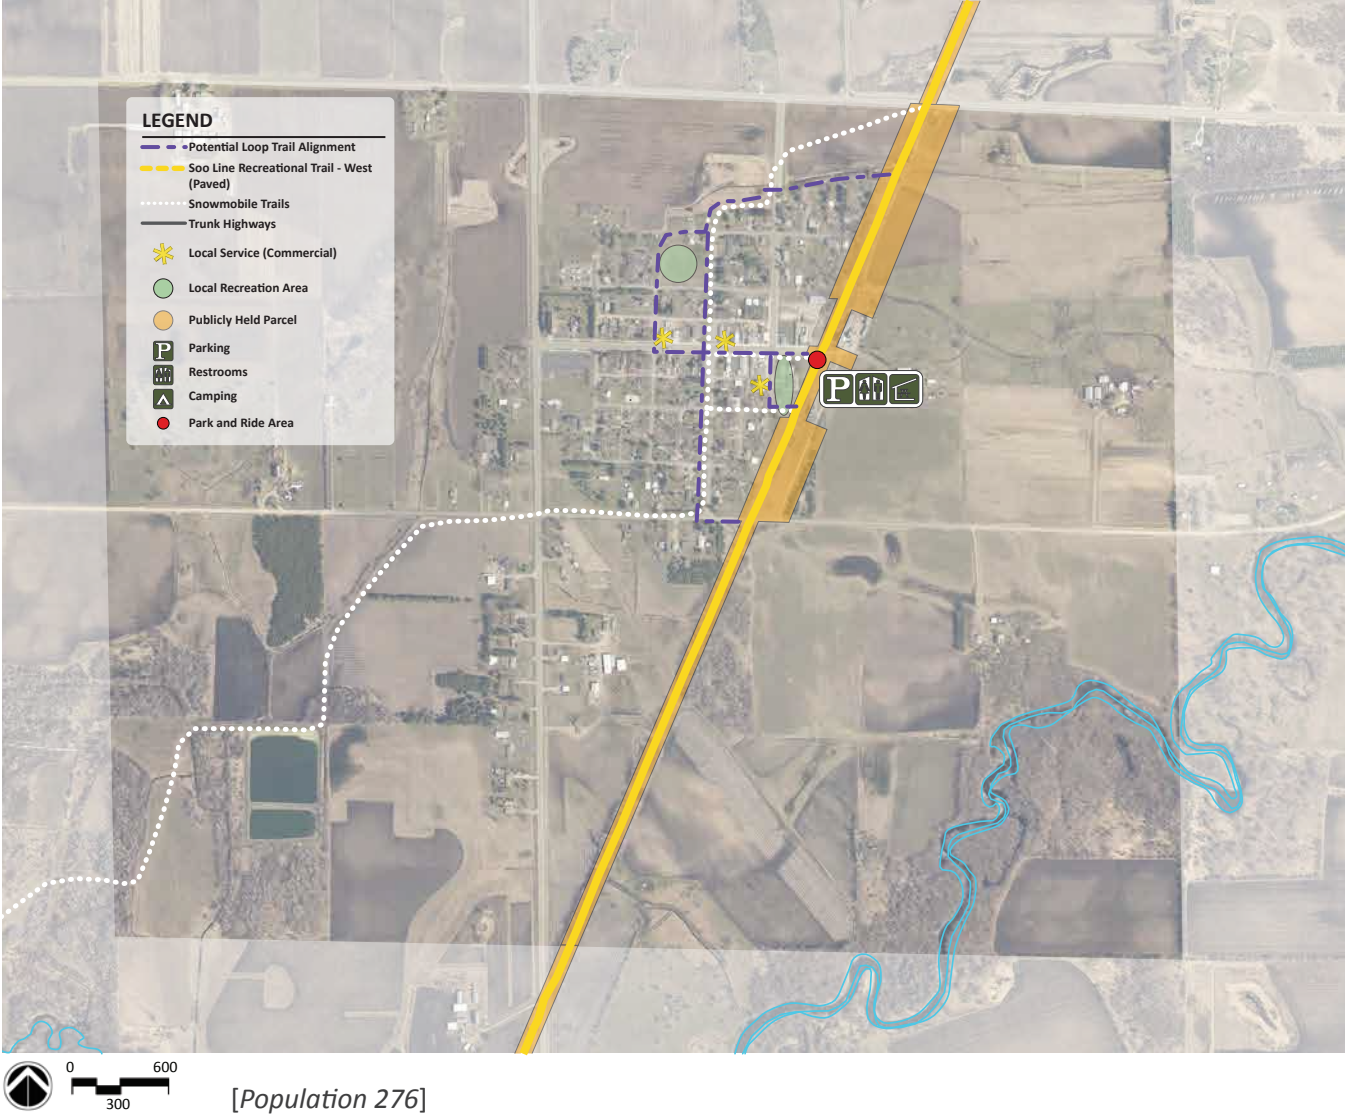 LEGEND
Potential Loop Trail Alignment
Soo Line Recreational Trail - West
(Paved)
Snowmobile Trails
Trunk Highways
Local Service (Commercial)
Local Recreation Area
Publicly Held Parcel
P Parking
Restrooms
Camping
Park and Ride Area
P
0 600
300
[Population 276]